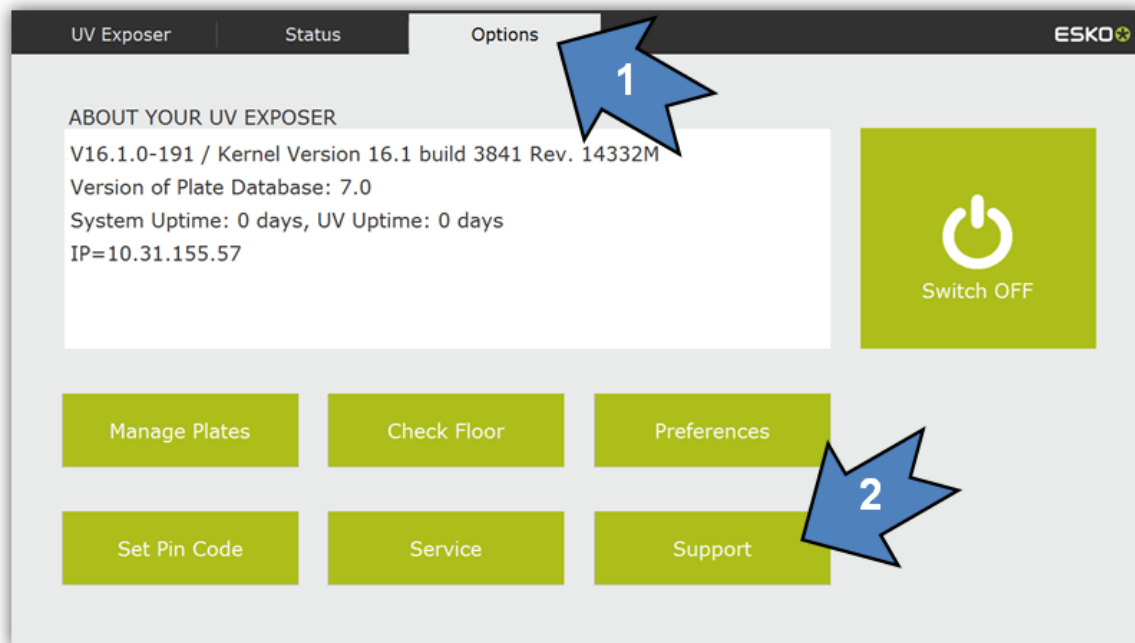 UV Exposer Status Options ESKO
1
ABOUT YOUR UV EXPOSER
V16.1.0-191 / Kernel Version 16.1 build 3841 Rev. 14332M
Version of Plate Database: 7.0
System Uptime: 0 days, UV Uptime: 0 days
IP=10.31.155.57
Switch OFF
Manage Plates Check Floor Preferences
2
Set Pin Code Service Support